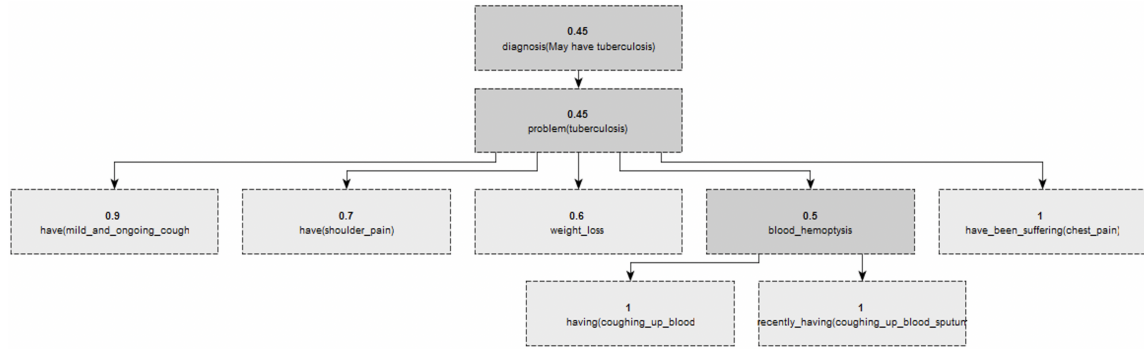 0.45
diagnosis(May have tuberculosis)
0.45
problem(tuberculosis)
0.9
have(mild_and_ongoing_cough
0.7
have(shoulder_pain)
0.6
weight_loss
0.5
blood_hemoptysis
1
have_been_suffering(chest_pain)
1
having(coughing_up_blood
1
recently_having(coughing_up_blood_sputum